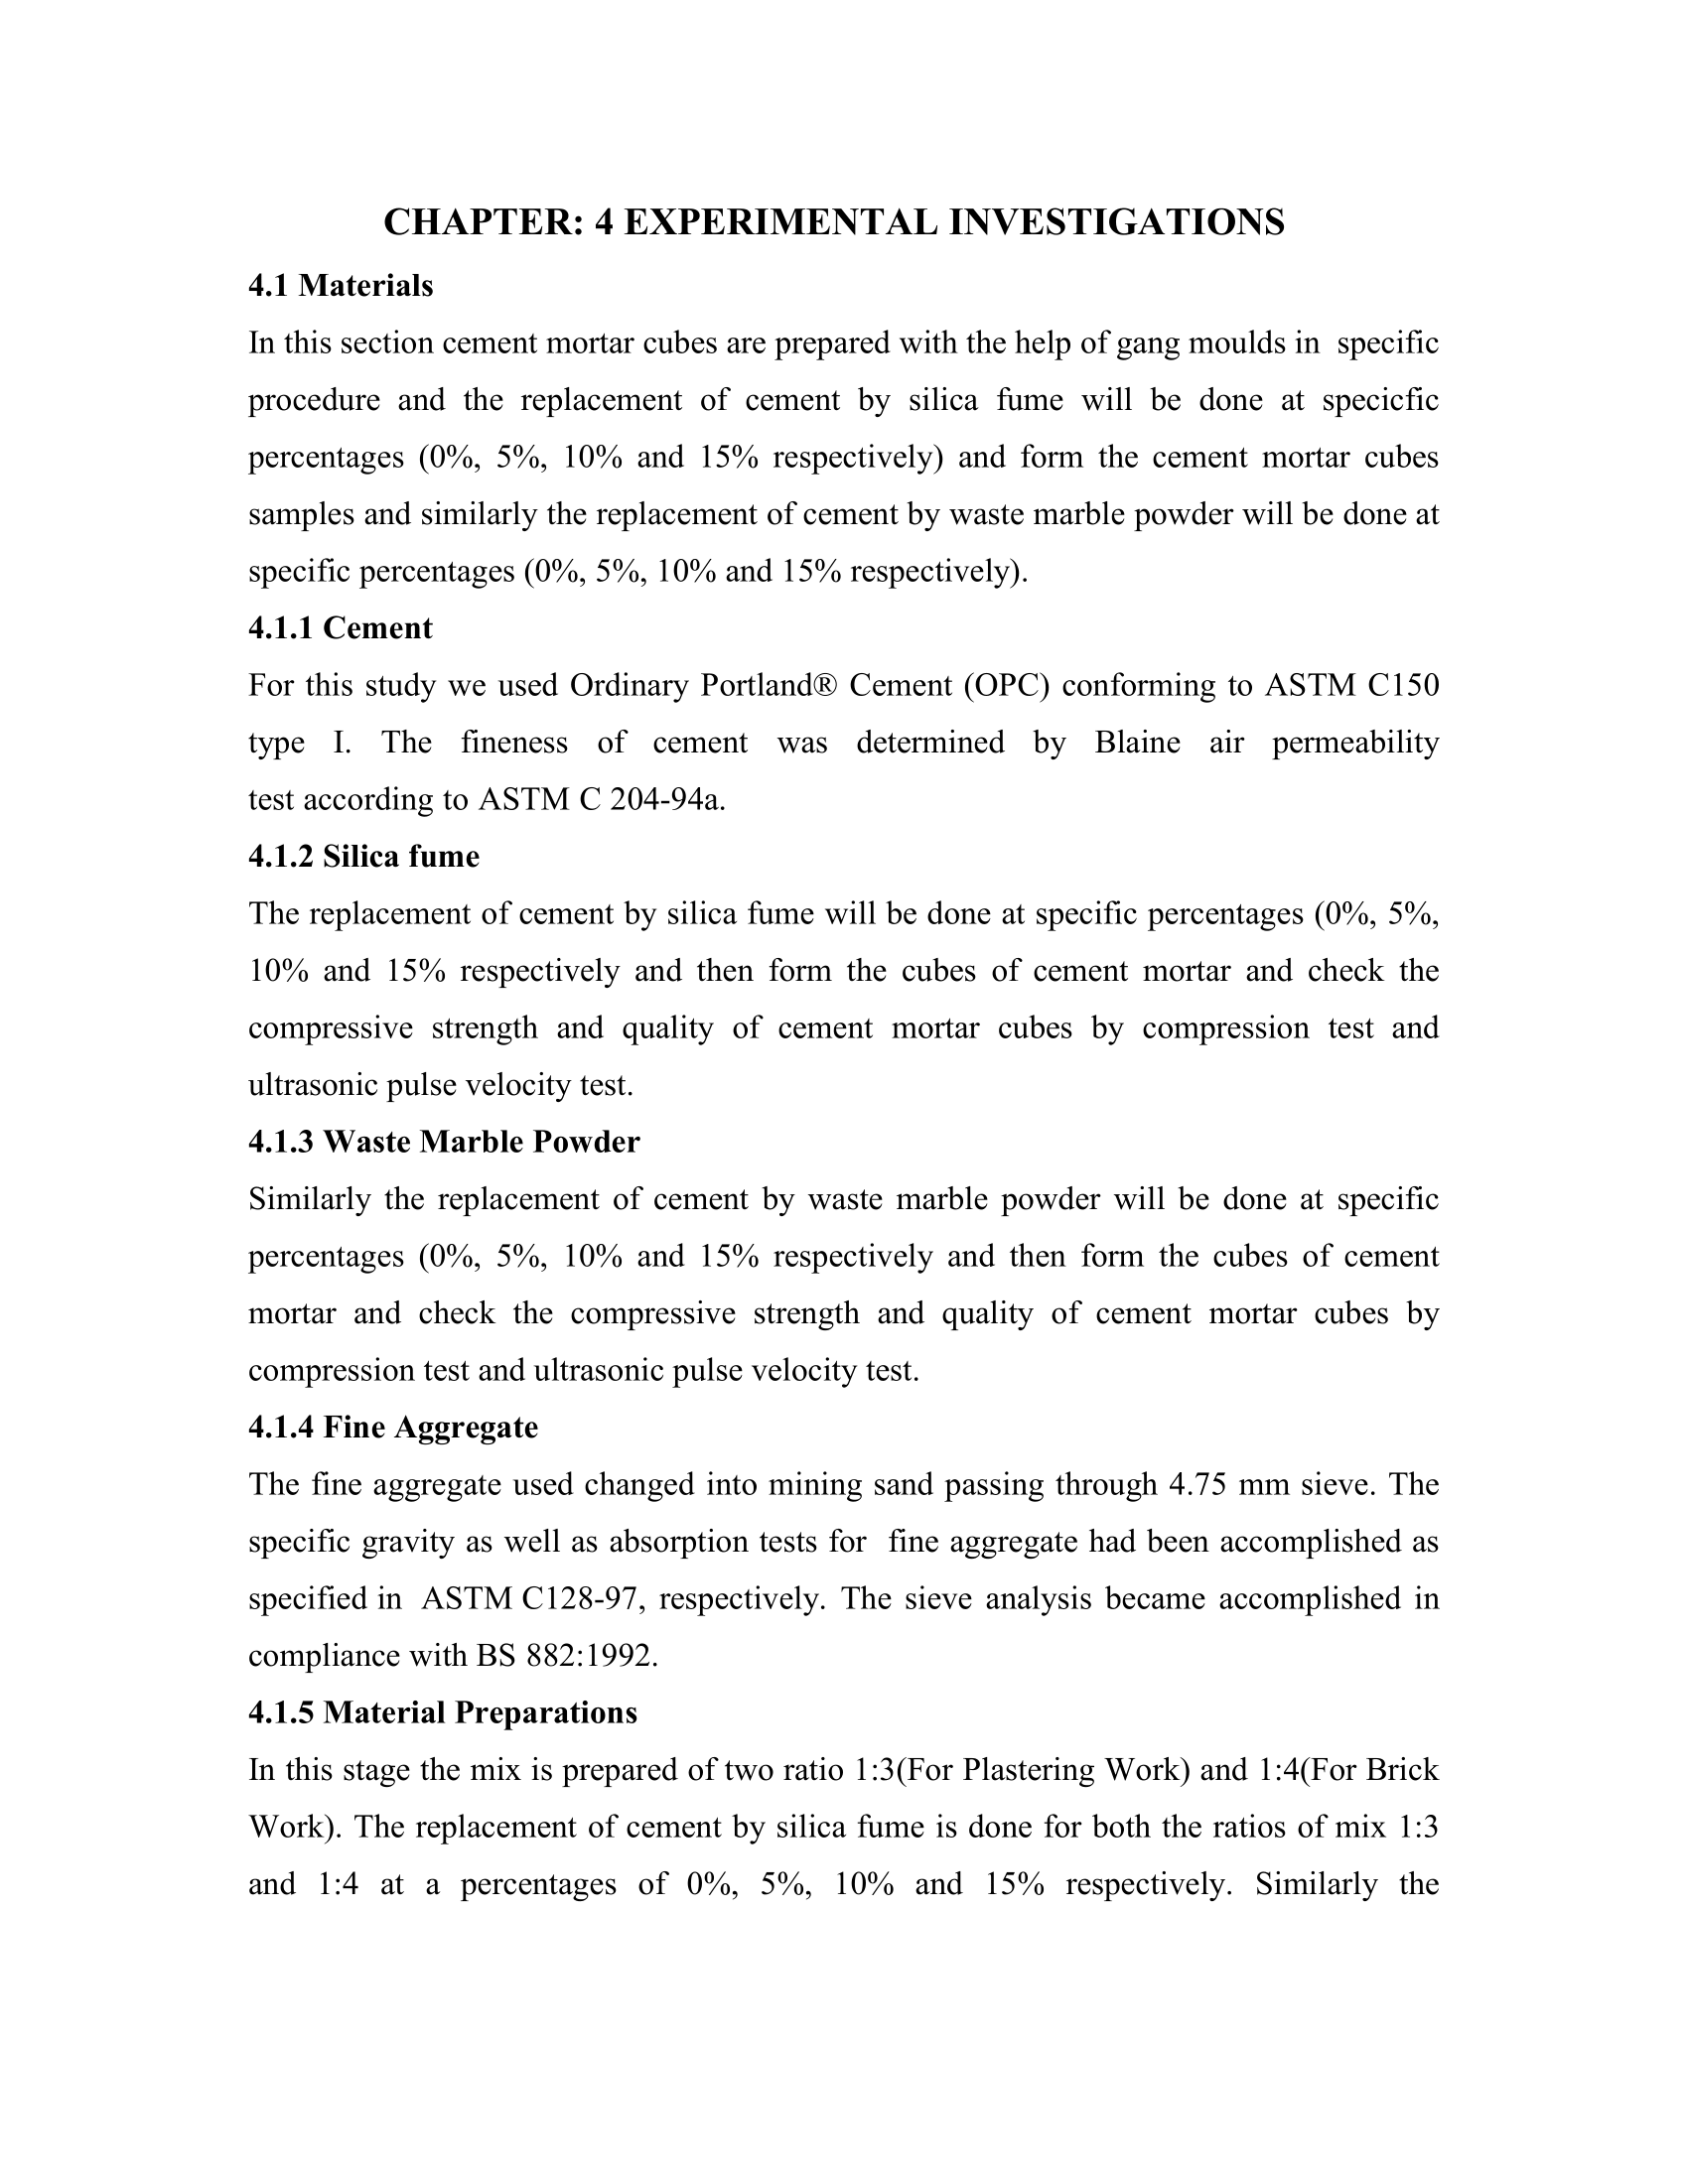 CHAPTER: 4 EXPERIMENTAL INVESTIGATIONS
4.1 Materials
In this section cement mortar cubes are prepared with the help of gang moulds in  specific
procedure and the replacement of cement by silica fume will be done at specicfic
percentages (0%, 5%, 10% and 15% respectively) and form the cement mortar cubes
samples and similarly the replacement of cement by waste marble powder will be done at
specific percentages (0%, 5%, 10% and 15% respectively).
4.1.1 Cement
For this study we used Ordinary Portland® Cement (OPC) conforming to ASTM C150
type I. The fineness of cement was determined by Blaine air permeability
test according to ASTM C 204-94a.
4.1.2 Silica fume
The replacement of cement by silica fume will be done at specific percentages (0%, 5%,
10% and 15% respectively and then form the cubes of cement mortar and check the
compressive strength and quality of cement mortar cubes by compression test and
ultrasonic pulse velocity test.
4.1.3 Waste Marble Powder
Similarly the replacement of cement by waste marble powder will be done at specific
percentages (0%, 5%, 10% and 15% respectively and then form the cubes of cement
mortar and check the compressive strength and quality of cement mortar cubes by
compression test and ultrasonic pulse velocity test.
4.1.4 Fine Aggregate
The fine aggregate used changed into mining sand passing through 4.75 mm sieve. The
specific gravity as well as absorption tests for  fine aggregate had been accomplished as
specified in  ASTM C128-97, respectively. The sieve analysis became accomplished in
compliance with BS 882:1992.
4.1.5 Material Preparations
In this stage the mix is prepared of two ratio 1:3(For Plastering Work) and 1:4(For Brick
Work). The replacement of cement by silica fume is done for both the ratios of mix 1:3
and 1:4 at a percentages of 0%, 5%, 10% and 15% respectively. Similarly the